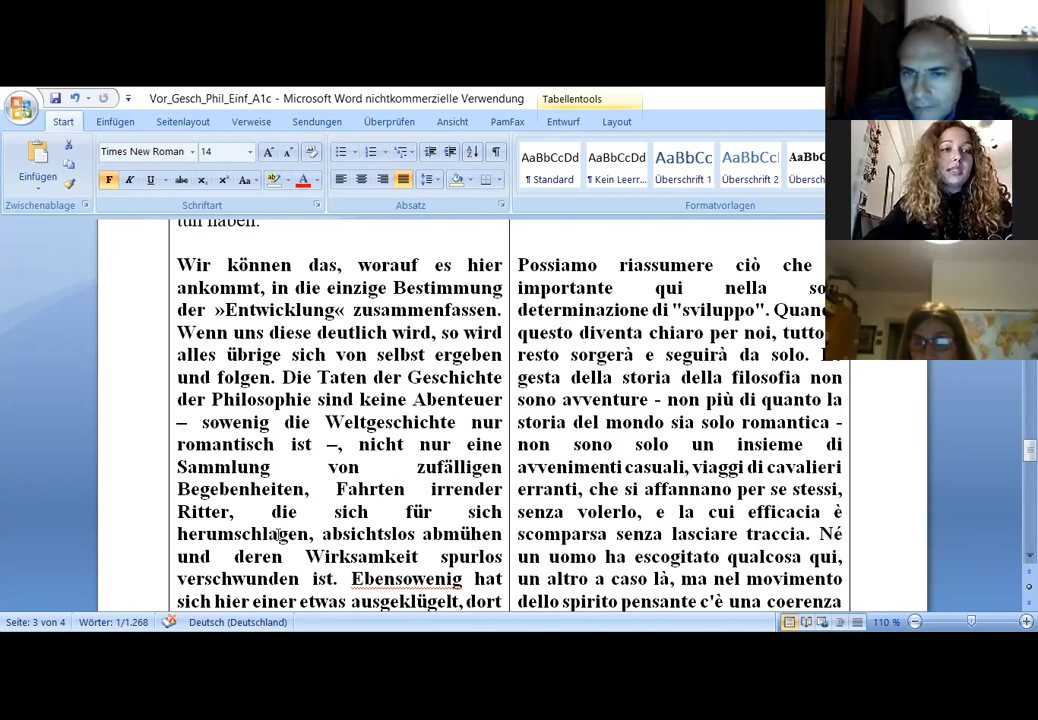 Vor_Gesch_Phil_Einf_A1c - Microsoft Word nichtkommerzielle Verwendung
Tabellentools
Start Einfügen Seitenlayout Verweise Sendungen Überprüfen Ansicht PamFax Entwurf Layout
Times New Roman 14
Einfügen
AaBbCcDd AaBbCcDd AaBbCc AaBbCc AaBb
¶ Standard ¶ Kein Leerr... Überschrift 1 Überschrift 2
Zwischenablage Schriftart Absatz Formatvorlagen
tun haben.
Wir können das, worauf es hier
ankommt, in die einzige Bestimmung
der »Entwicklung« zusammenfassen.
Wenn uns diese deutlich wird, so wird
alles übrige sich von selbst ergeben
und folgen. Die Taten der Geschichte
der Philosophie sind keine Abenteuer
– sowenig die Weltgeschichte nur
romantisch ist –, nicht nur eine
Sammlung von zufälligen
Begebenheiten, Fahrten irrender
Ritter, die sich für sich
herumschlagen, absichtslos abmühen
und deren Wirksamkeit spurlos
verschwunden ist. Ebensowenig hat
sich hier einer etwas ausgeklügelt, dort
Possiamo riassumere ciò che
importante qui nella
determinazione di "sviluppo".
questo diventa chiaro per noi,
resto sorgerà e seguirà da solo.
gesta della storia della filosofia non
sono avventure - non più di quanto la
storia del mondo sia solo romantica -
non sono solo un insieme di
avvenimenti casuali, viaggi di cavalieri
erranti, che si affannano per se stessi,
senza volerlo, e la cui efficacia è
scomparsa senza lasciare traccia. Né
un uomo ha escogitato qualcosa qui,
un altro a caso là, ma nel movimento
dello spirito pensante c'è una coerenza
Seite: 3 von 4 Wörter: 1/1.268 Deutsch (Deutschland) 110 %